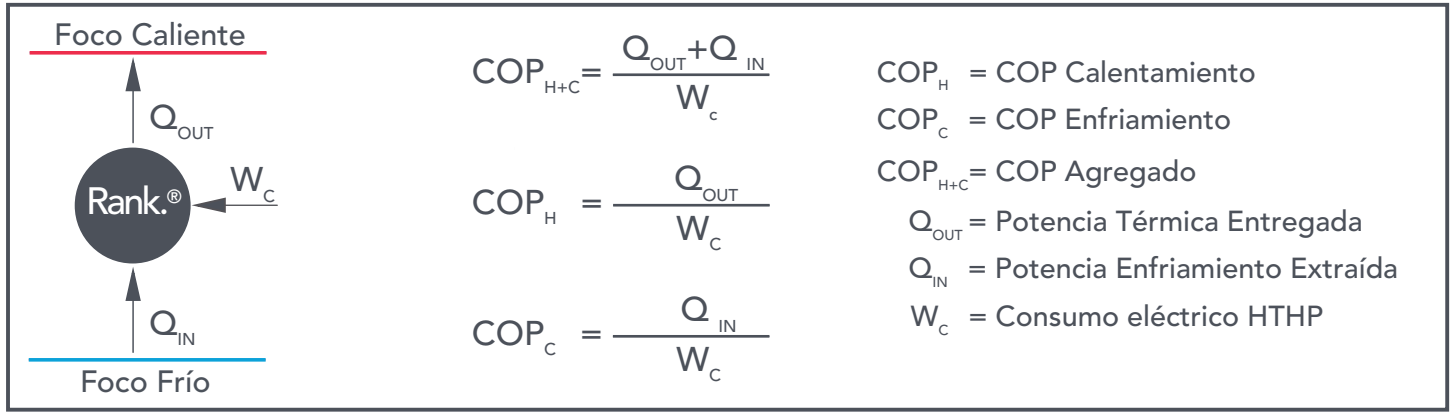 Foco Caliente
Q_OUT
Rank.®
W_C
Q_IN
Foco Frío
COP_H+C = (Q_OUT+Q_IN) / W_c
COP_H = Q_OUT / W_C
COP_C = Q_IN / W_C
COP_H = COP Calentamiento
COP_C = COP Enfriamiento
COP_H+C = COP Agregado
Q_OUT = Potencia Térmica Entregada
Q_IN = Potencia Enfriamiento Extraída
W_C = Consumo eléctrico HTHP